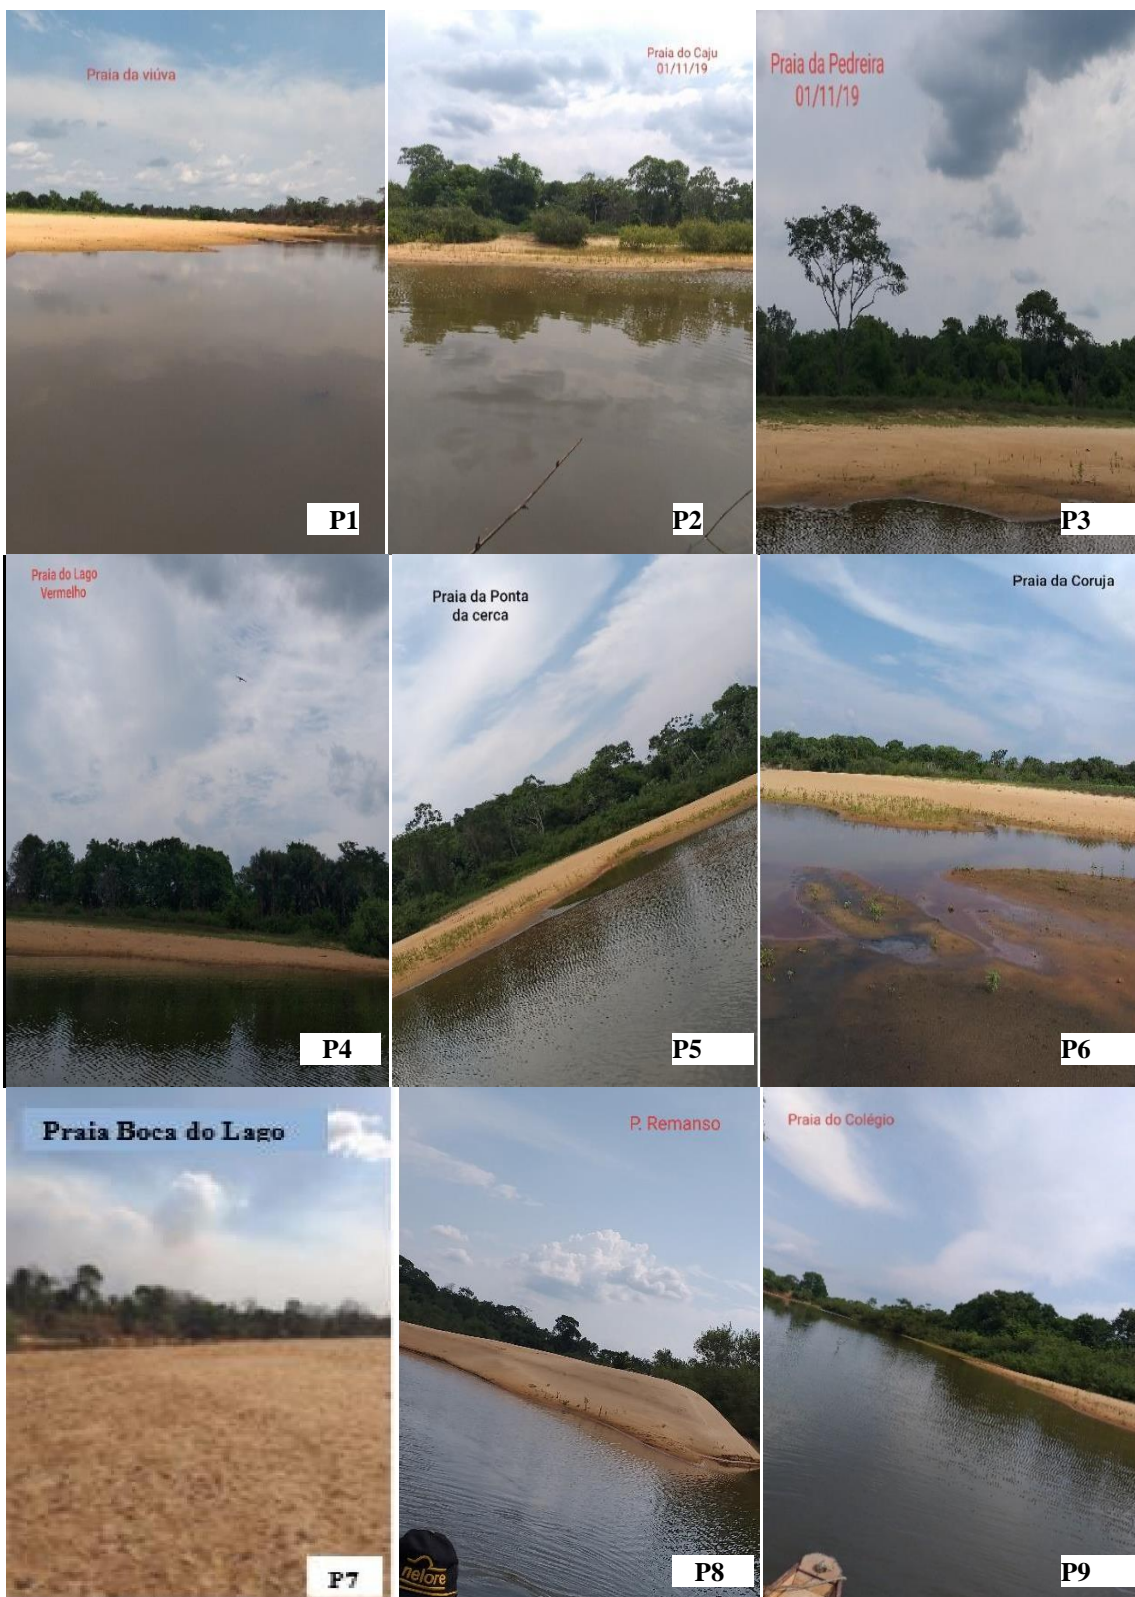 Praia da viúva
P1
Praia do Caju
01/11/19
P2
Praia da Pedreira
01/11/19
P3
Praia do Lago
Vermelho
P4
Praia da Ponta
da cerca
P5
Praia da Coruja
P6
Praia Boca do Lago
P7
P. Remanso
nelore
P8
Praia do Colégio
P9